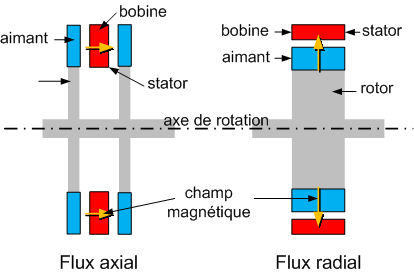 bobine
aimant
stator
axe de rotation
champ
magnétique
Flux axial
bobine
stator
aimant
rotor
Flux radial